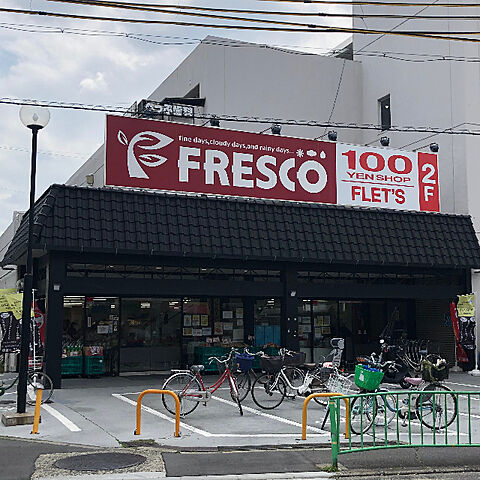 fine days,cloudy days,and rainy days...
FRESCO
100
YEN SHOP
FLET'S
2F